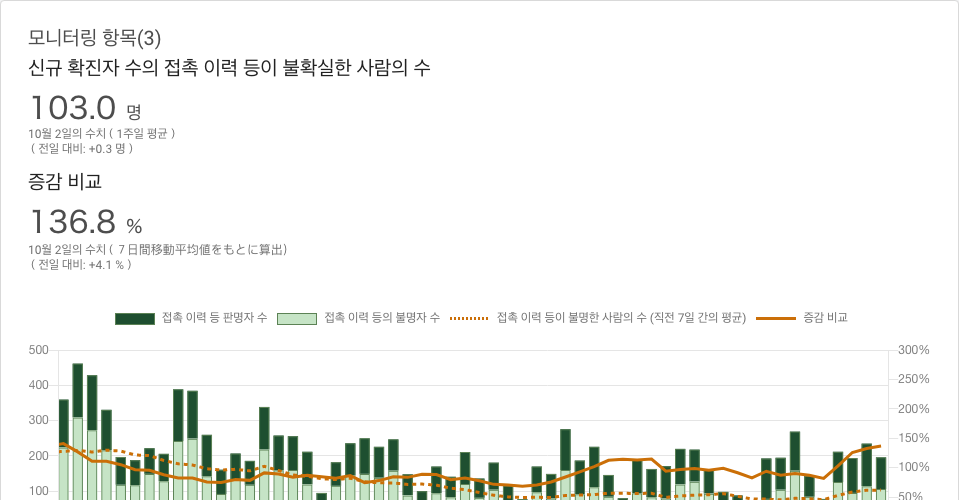 모니터링 항목(3)
신규 확진자 수의 접촉 이력 등이 불확실한 사람의 수
103.0 명
10월 2일의 수치 ( 1주일 평균 )
( 전일 대비: +0.3 명 )
증감 비교
136.8 %
10월 2일의 수치 ( ７日間移動平均値をもとに算出)
( 전일 대비: +4.1 % )
접촉 이력 등 판명자 수 접촉 이력 등의 불명자 수 접촉 이력 등이 불명한 사람의 수 (직전 7일 간의 평균) 증감 비교
500 300%
250%
400
200%
300
150%
200
100%
100 50%